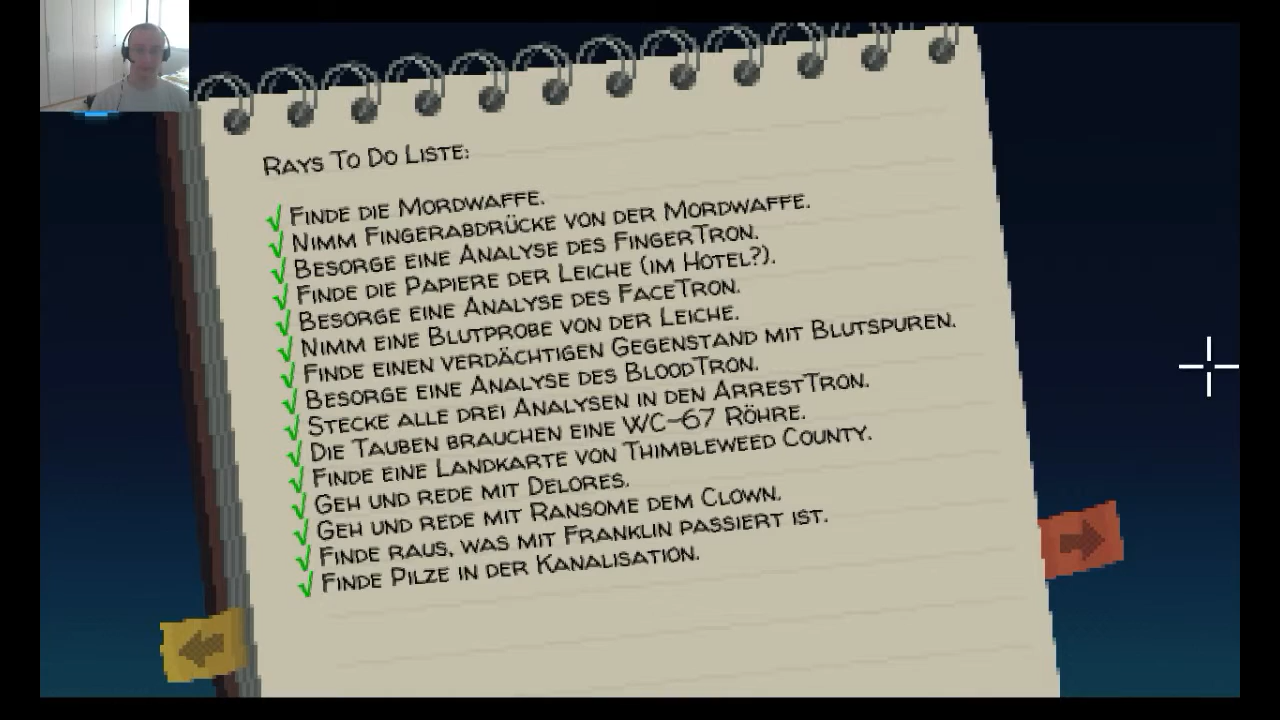 Rays To Do Liste:
Finde die Mordwaffe.
Nimm Fingerabdrücke von der Mordwaffe.
Besorge eine Analyse des FingerTron.
Finde die Papiere der Leiche (im Hotel?).
Besorge eine Analyse des FaceTron.
Nimm eine Blutprobe von der Leiche.
Finde einen verdächtigen Gegenstand mit Blutspuren.
Besorge eine Analyse des BloodTron.
Stecke alle drei Analysen in den ArrestTron.
Die Tauben brauchen eine WC-67 Röhre.
Finde eine Landkarte von Thimbleweed County.
Geh und rede mit Delores.
Geh und rede mit Ransome dem Clown.
Finde raus, was mit Franklin passiert ist.
Finde Pilze in der Kanalisation.